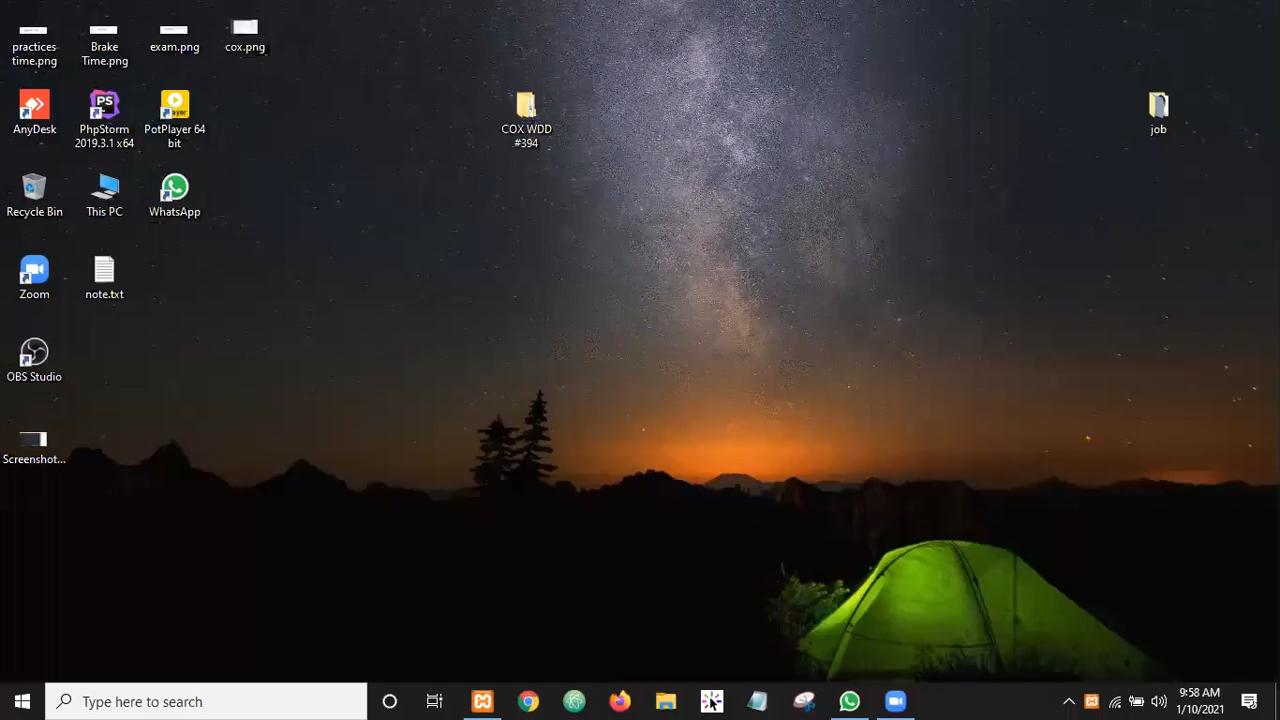 practices
time.png
Brake
Time.png
exam.png
cox.png
AnyDesk
PS
PhpStorm
2019.3.1 x64
PotPlayer 64
bit
COX WDD
#394
job
Recycle Bin
This PC
WhatsApp
Zoom
note.txt
OBS Studio
Screenshot...
Type here to search
9:58 AM
1/10/2021